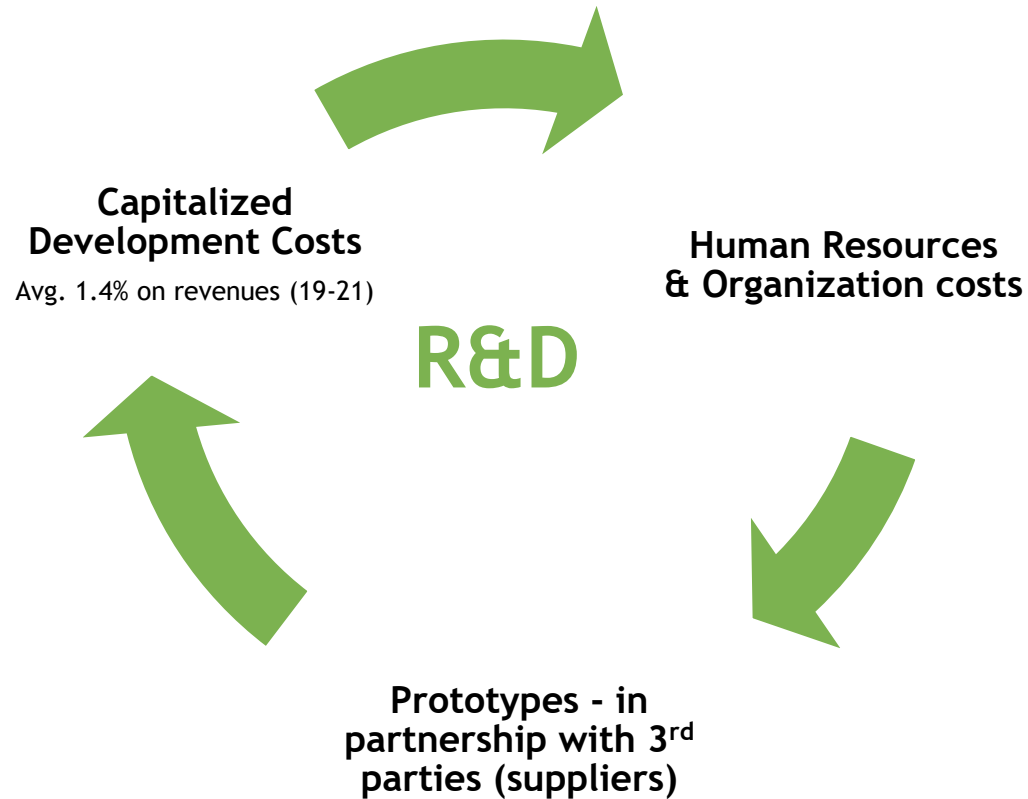 Capitalized
Development Costs
Avg. 1.4% on revenues (19-21)
Human Resources
& Organization costs
R&D
Prototypes - in
partnership with 3rd
parties (suppliers)